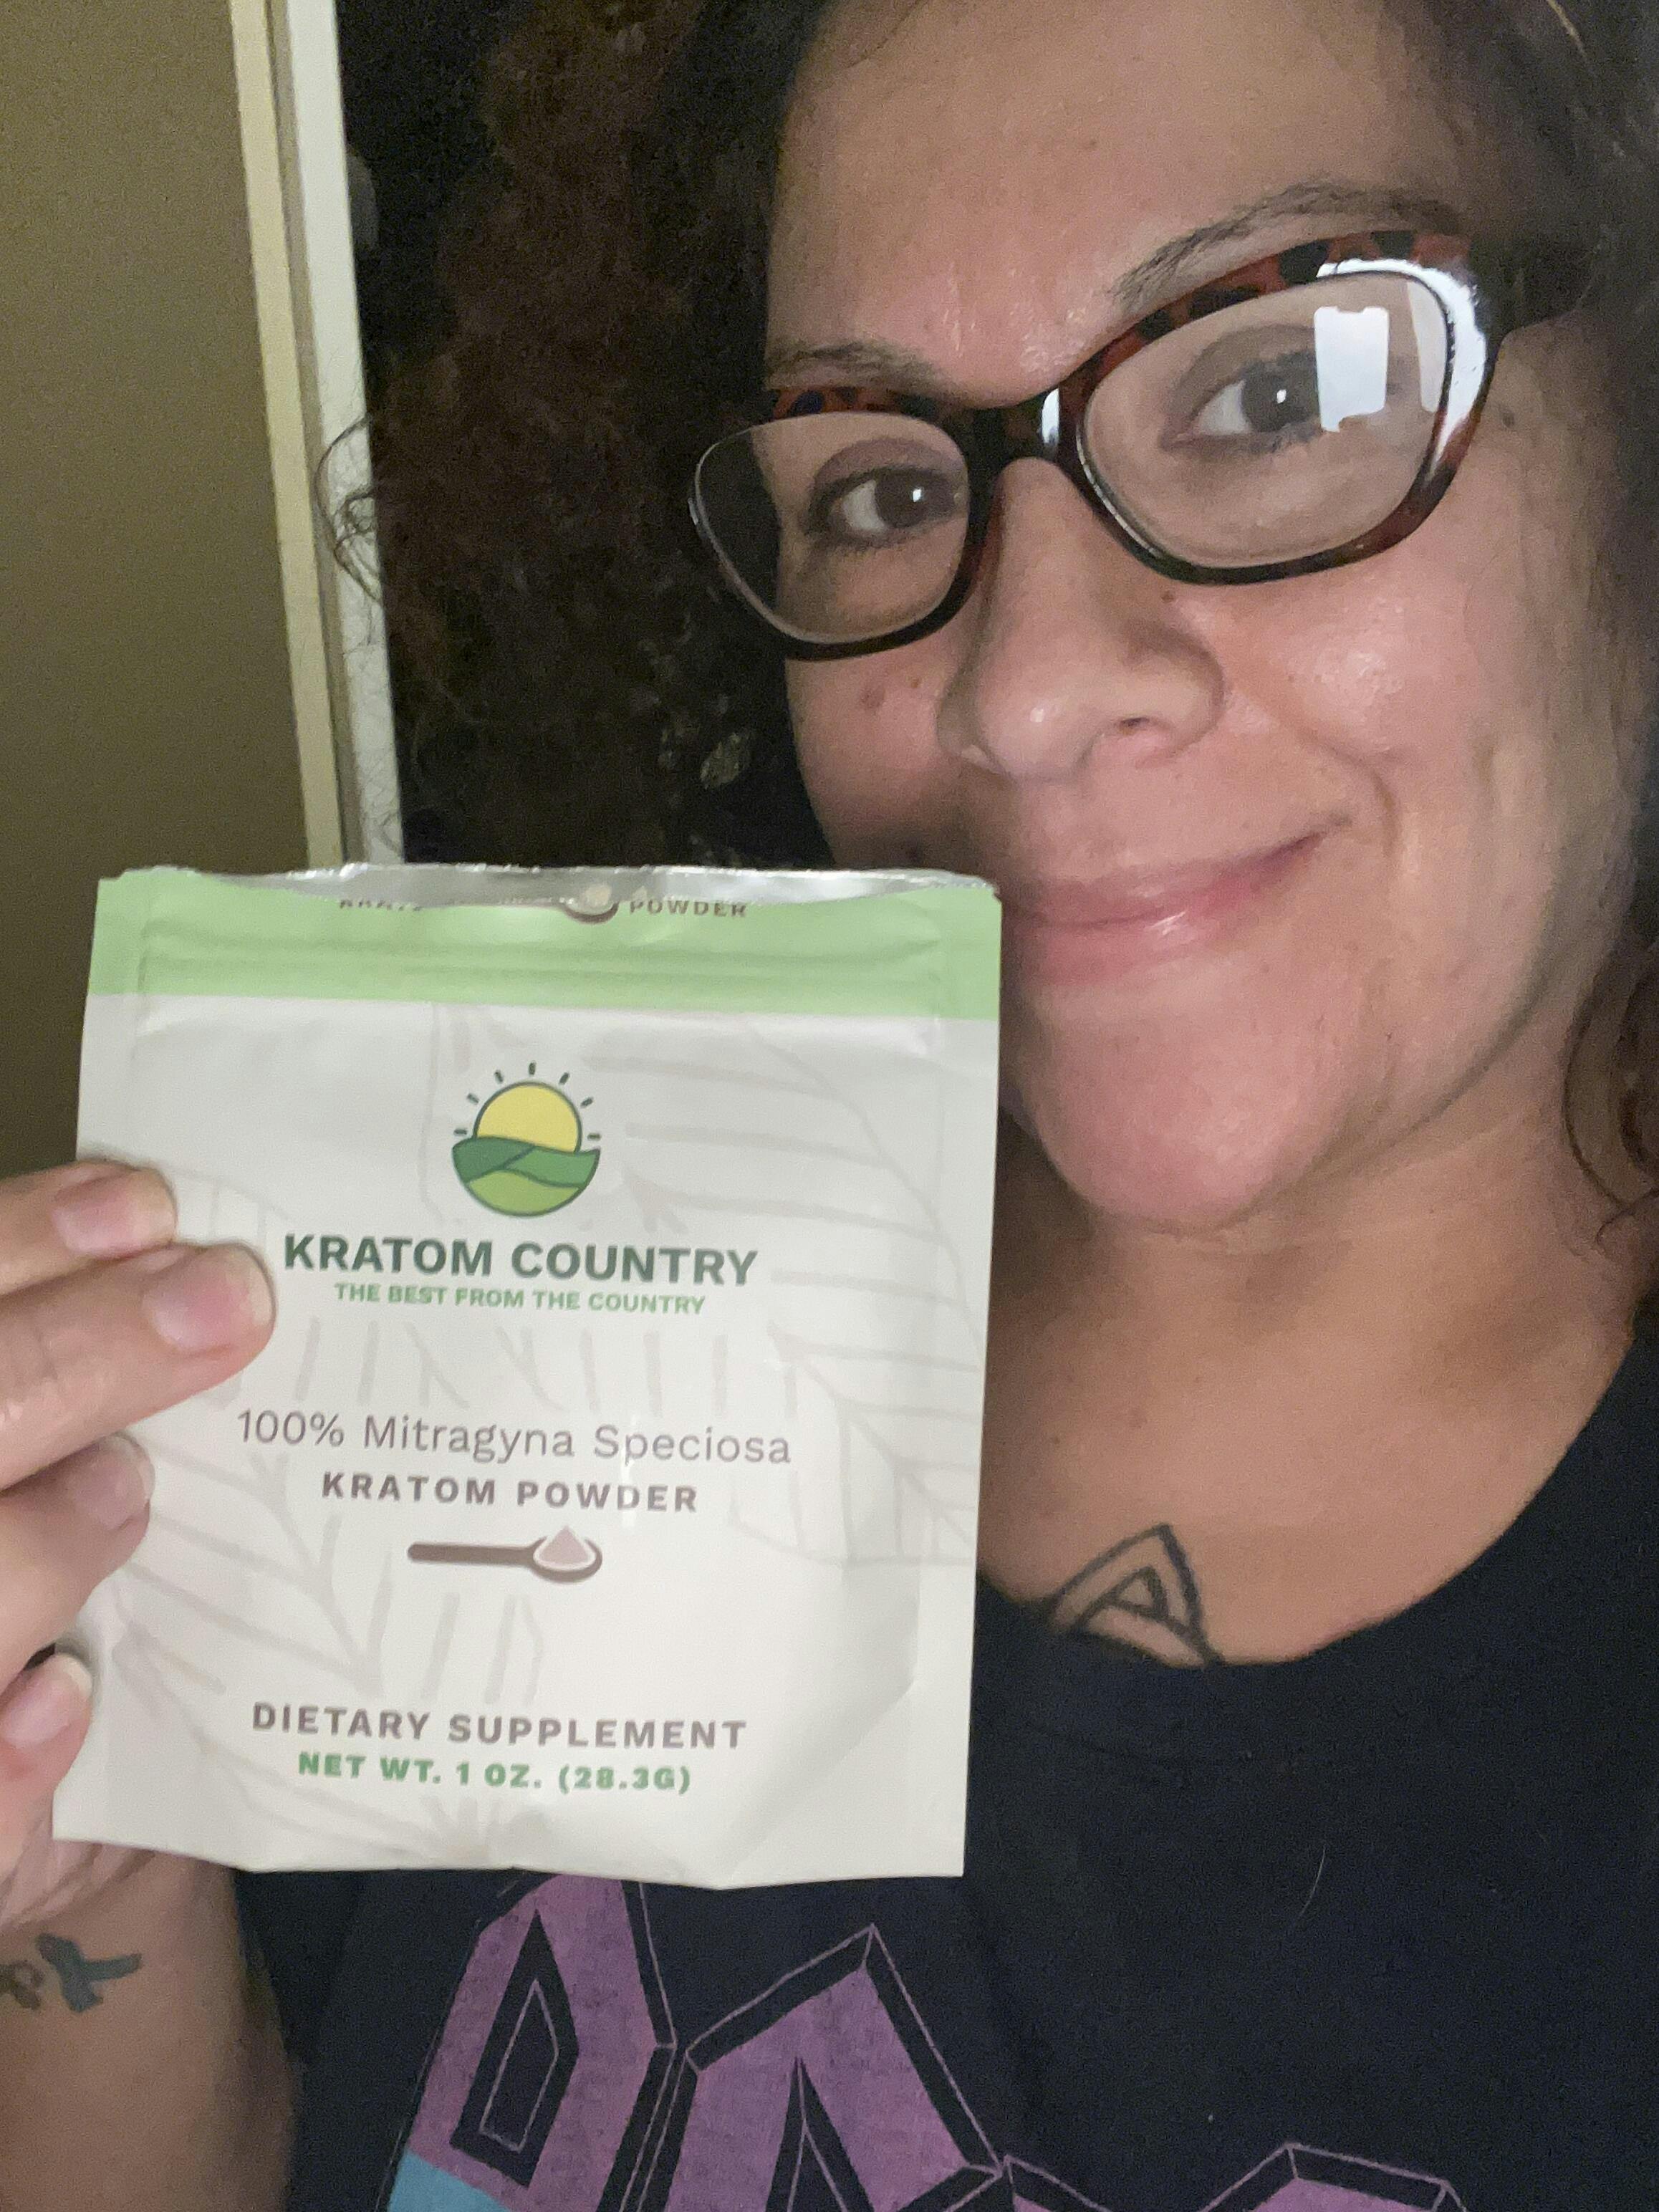 POWDER
KRATOM COUNTRY
THE BEST FROM THE COUNTRY
100% Mitragyna Speciosa
KRATOM POWDER
DIETARY SUPPLEMENT
NET WT. 1 OZ. (28.3G)